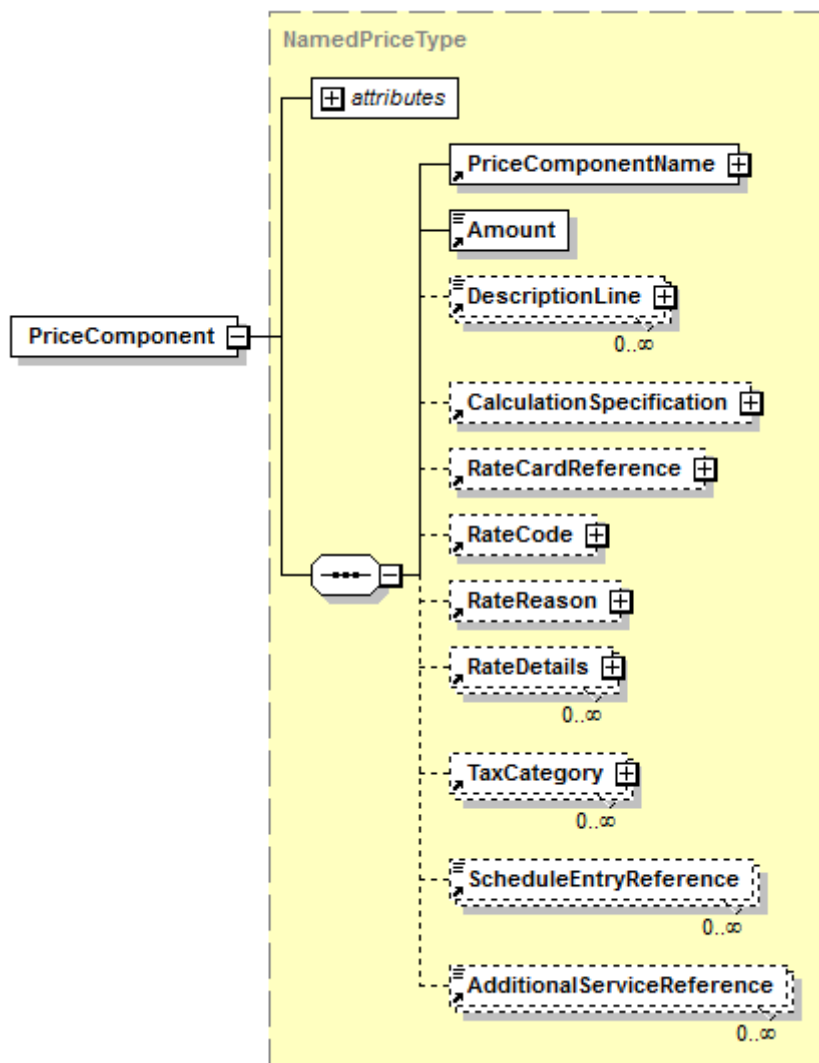 NamedPriceType
attributes
PriceComponentName
Amount
DescriptionLine
0..∞
PriceComponent
CalculationSpecification
RateCardReference
RateCode
RateReason
RateDetails
0..∞
TaxCategory
0..∞
ScheduleEntryReference
0..∞
AdditionalServiceReference
0..∞